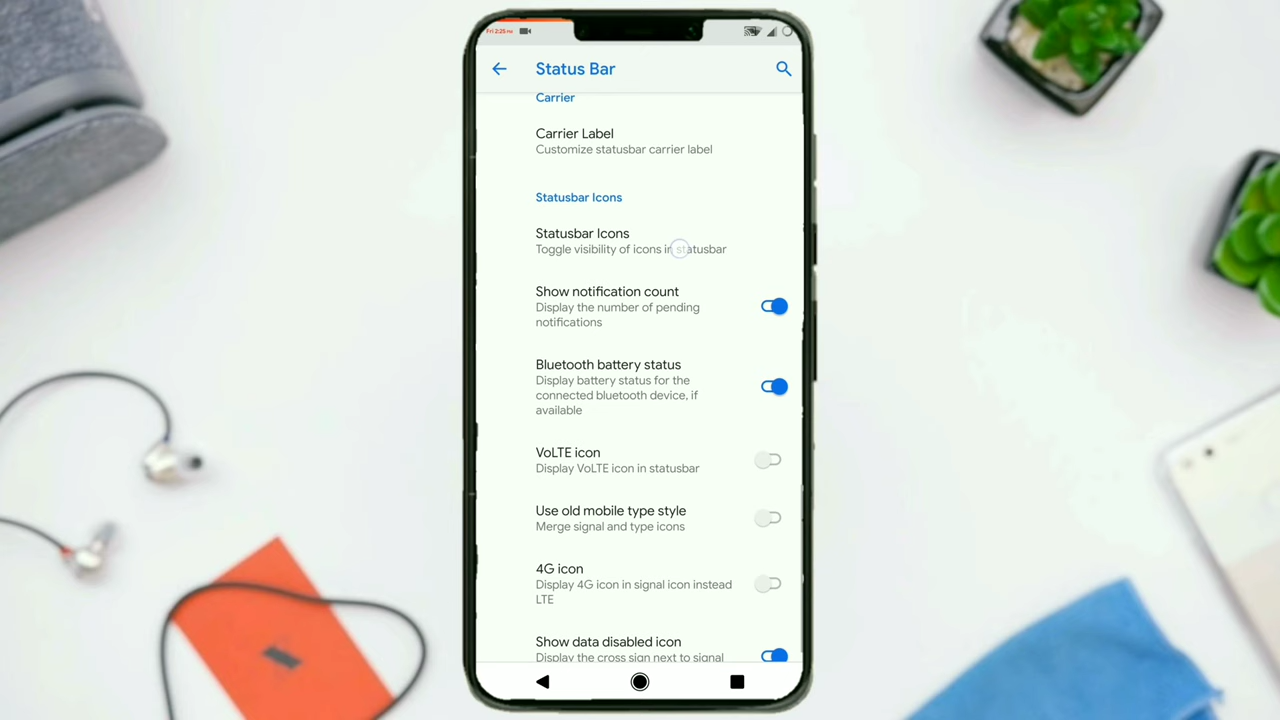 Fri 2:25 PM
Status Bar
Carrier
Carrier Label
Customize statusbar carrier label
Statusbar Icons
Statusbar Icons
Toggle visibility of icons in statusbar
Show notification count
Display the number of pending
notifications
Bluetooth battery status
Display battery status for the
connected bluetooth device, if
available
VoLTE icon
Display VoLTE icon in statusbar
Use old mobile type style
Merge signal and type icons
4G icon
Display 4G icon in signal icon instead
LTE
Show data disabled icon
Display the cross sign next to signal